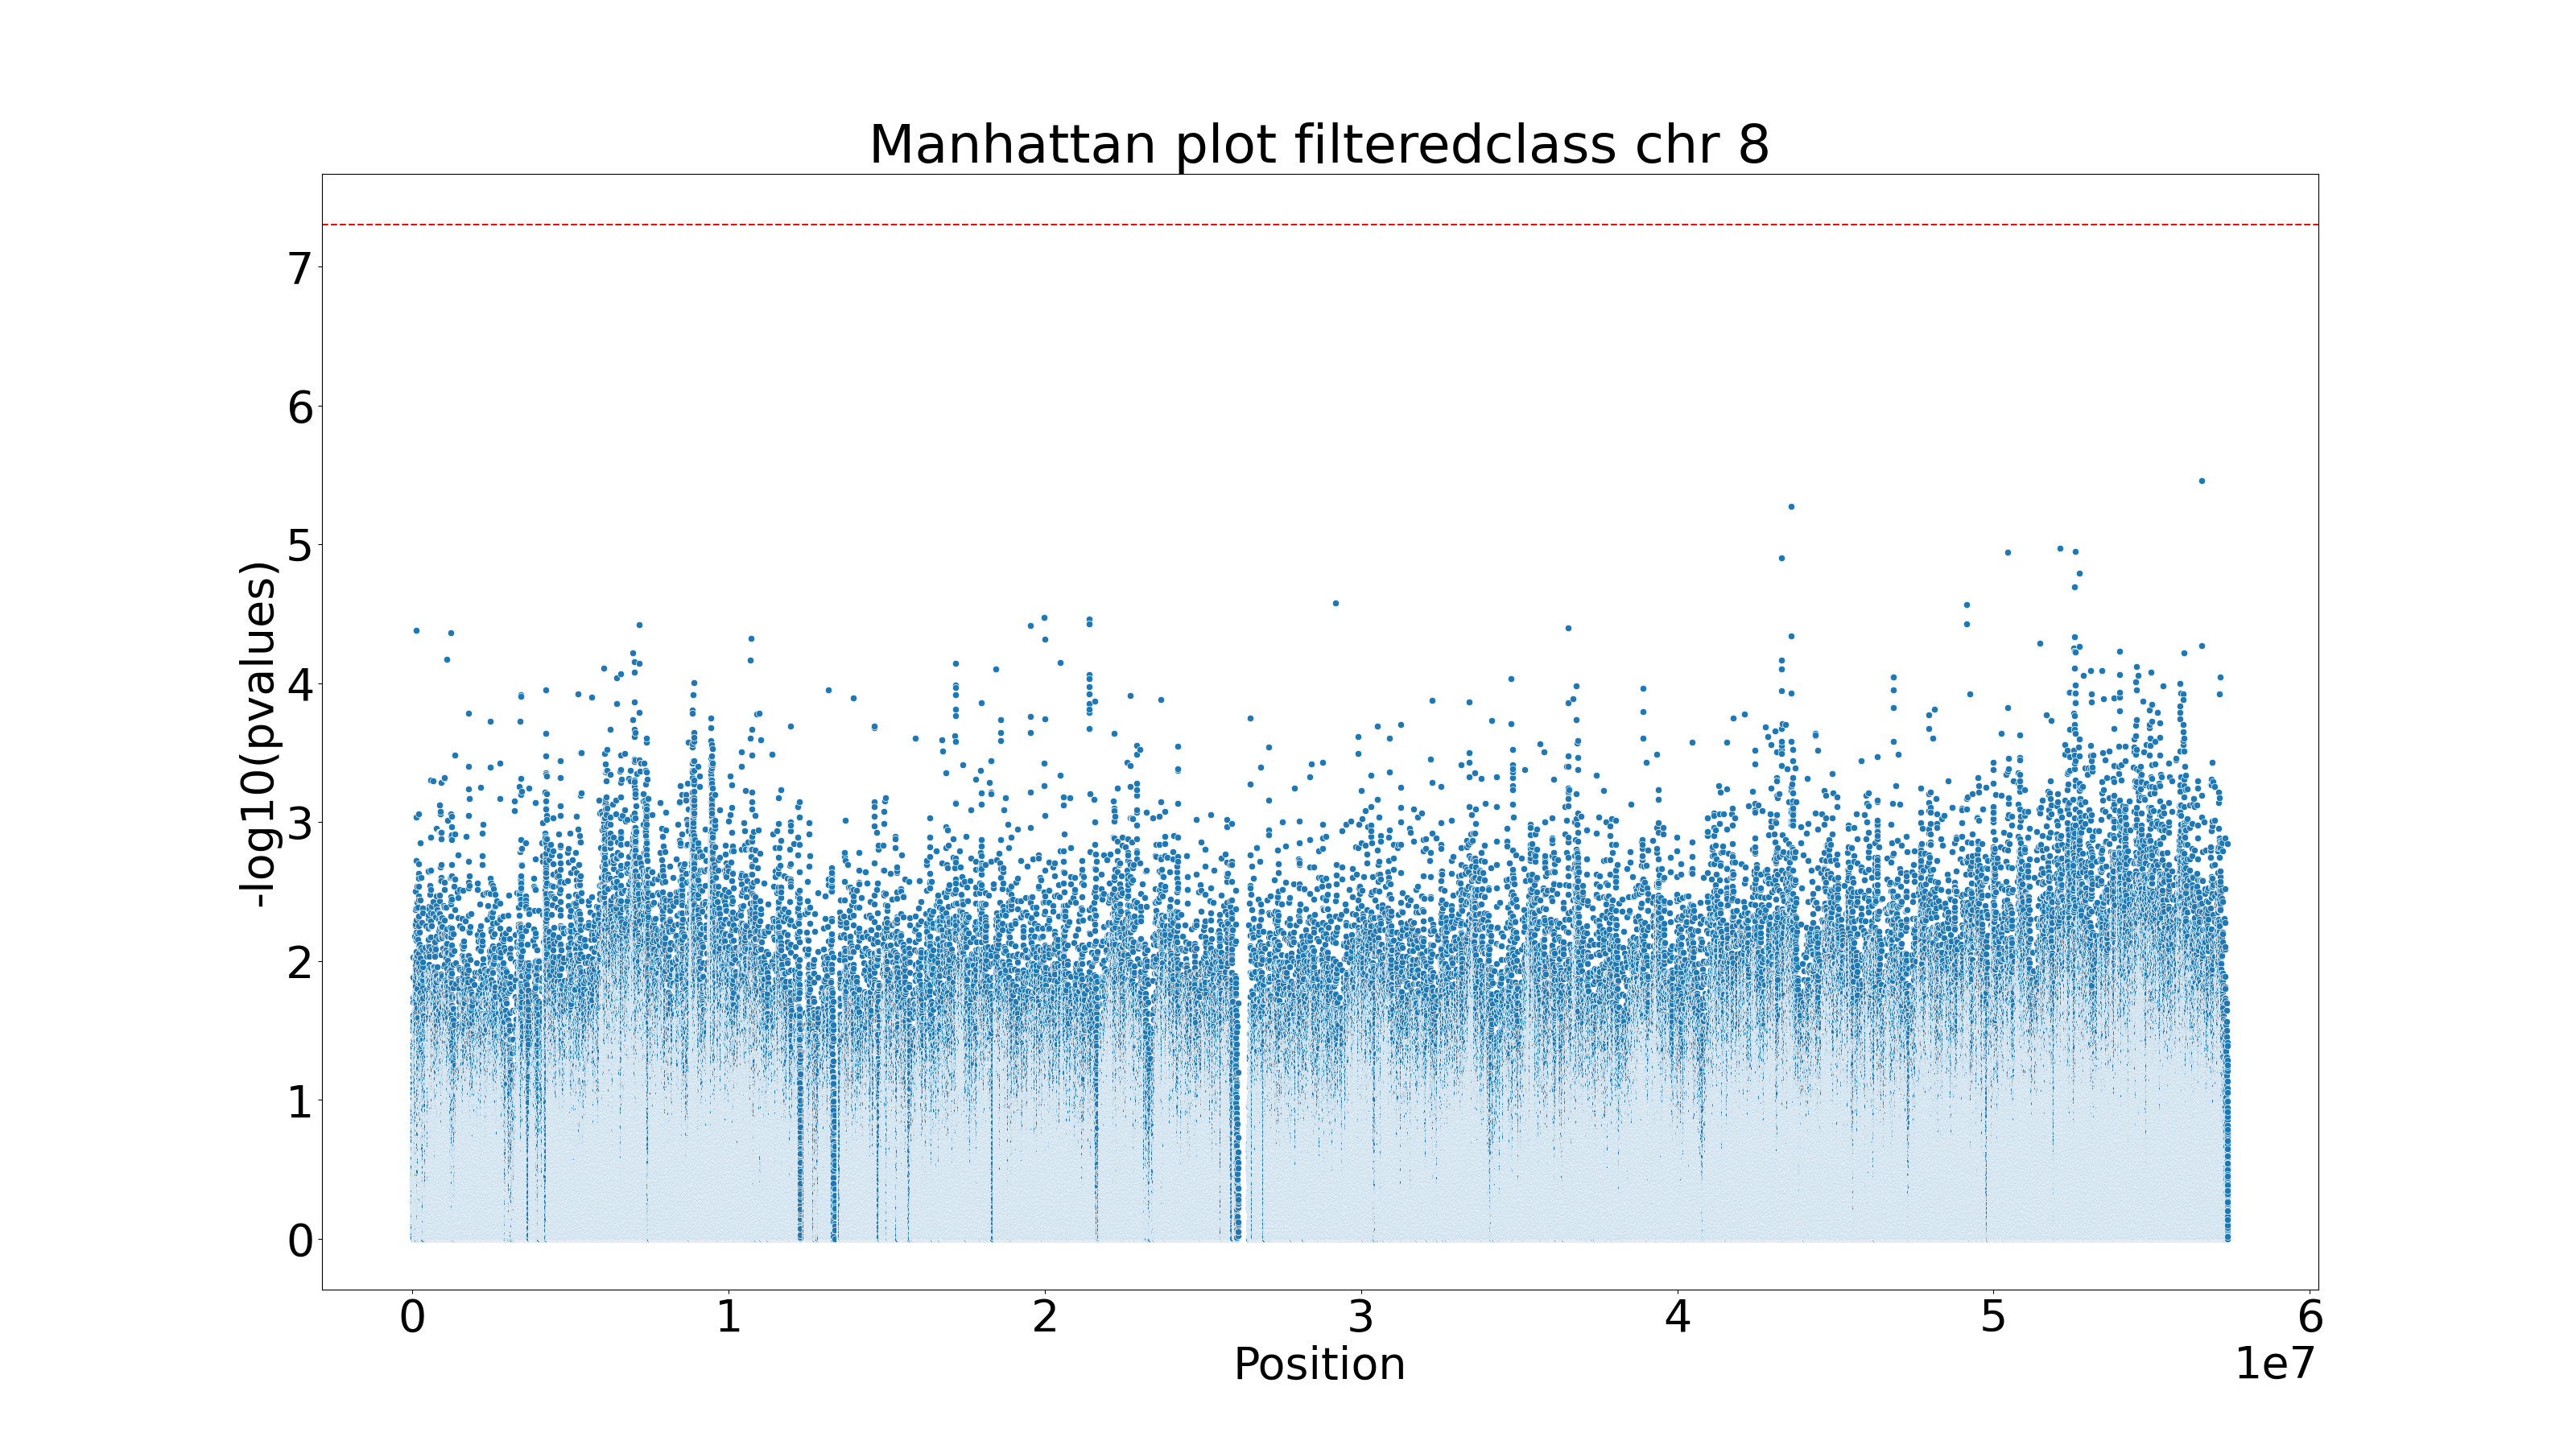 Manhattan plot filteredclass chr 8
-log10(pvalues)
7
6
5
4
3
2
1
0
0 1 2 3 4 5 6
1e7
Position